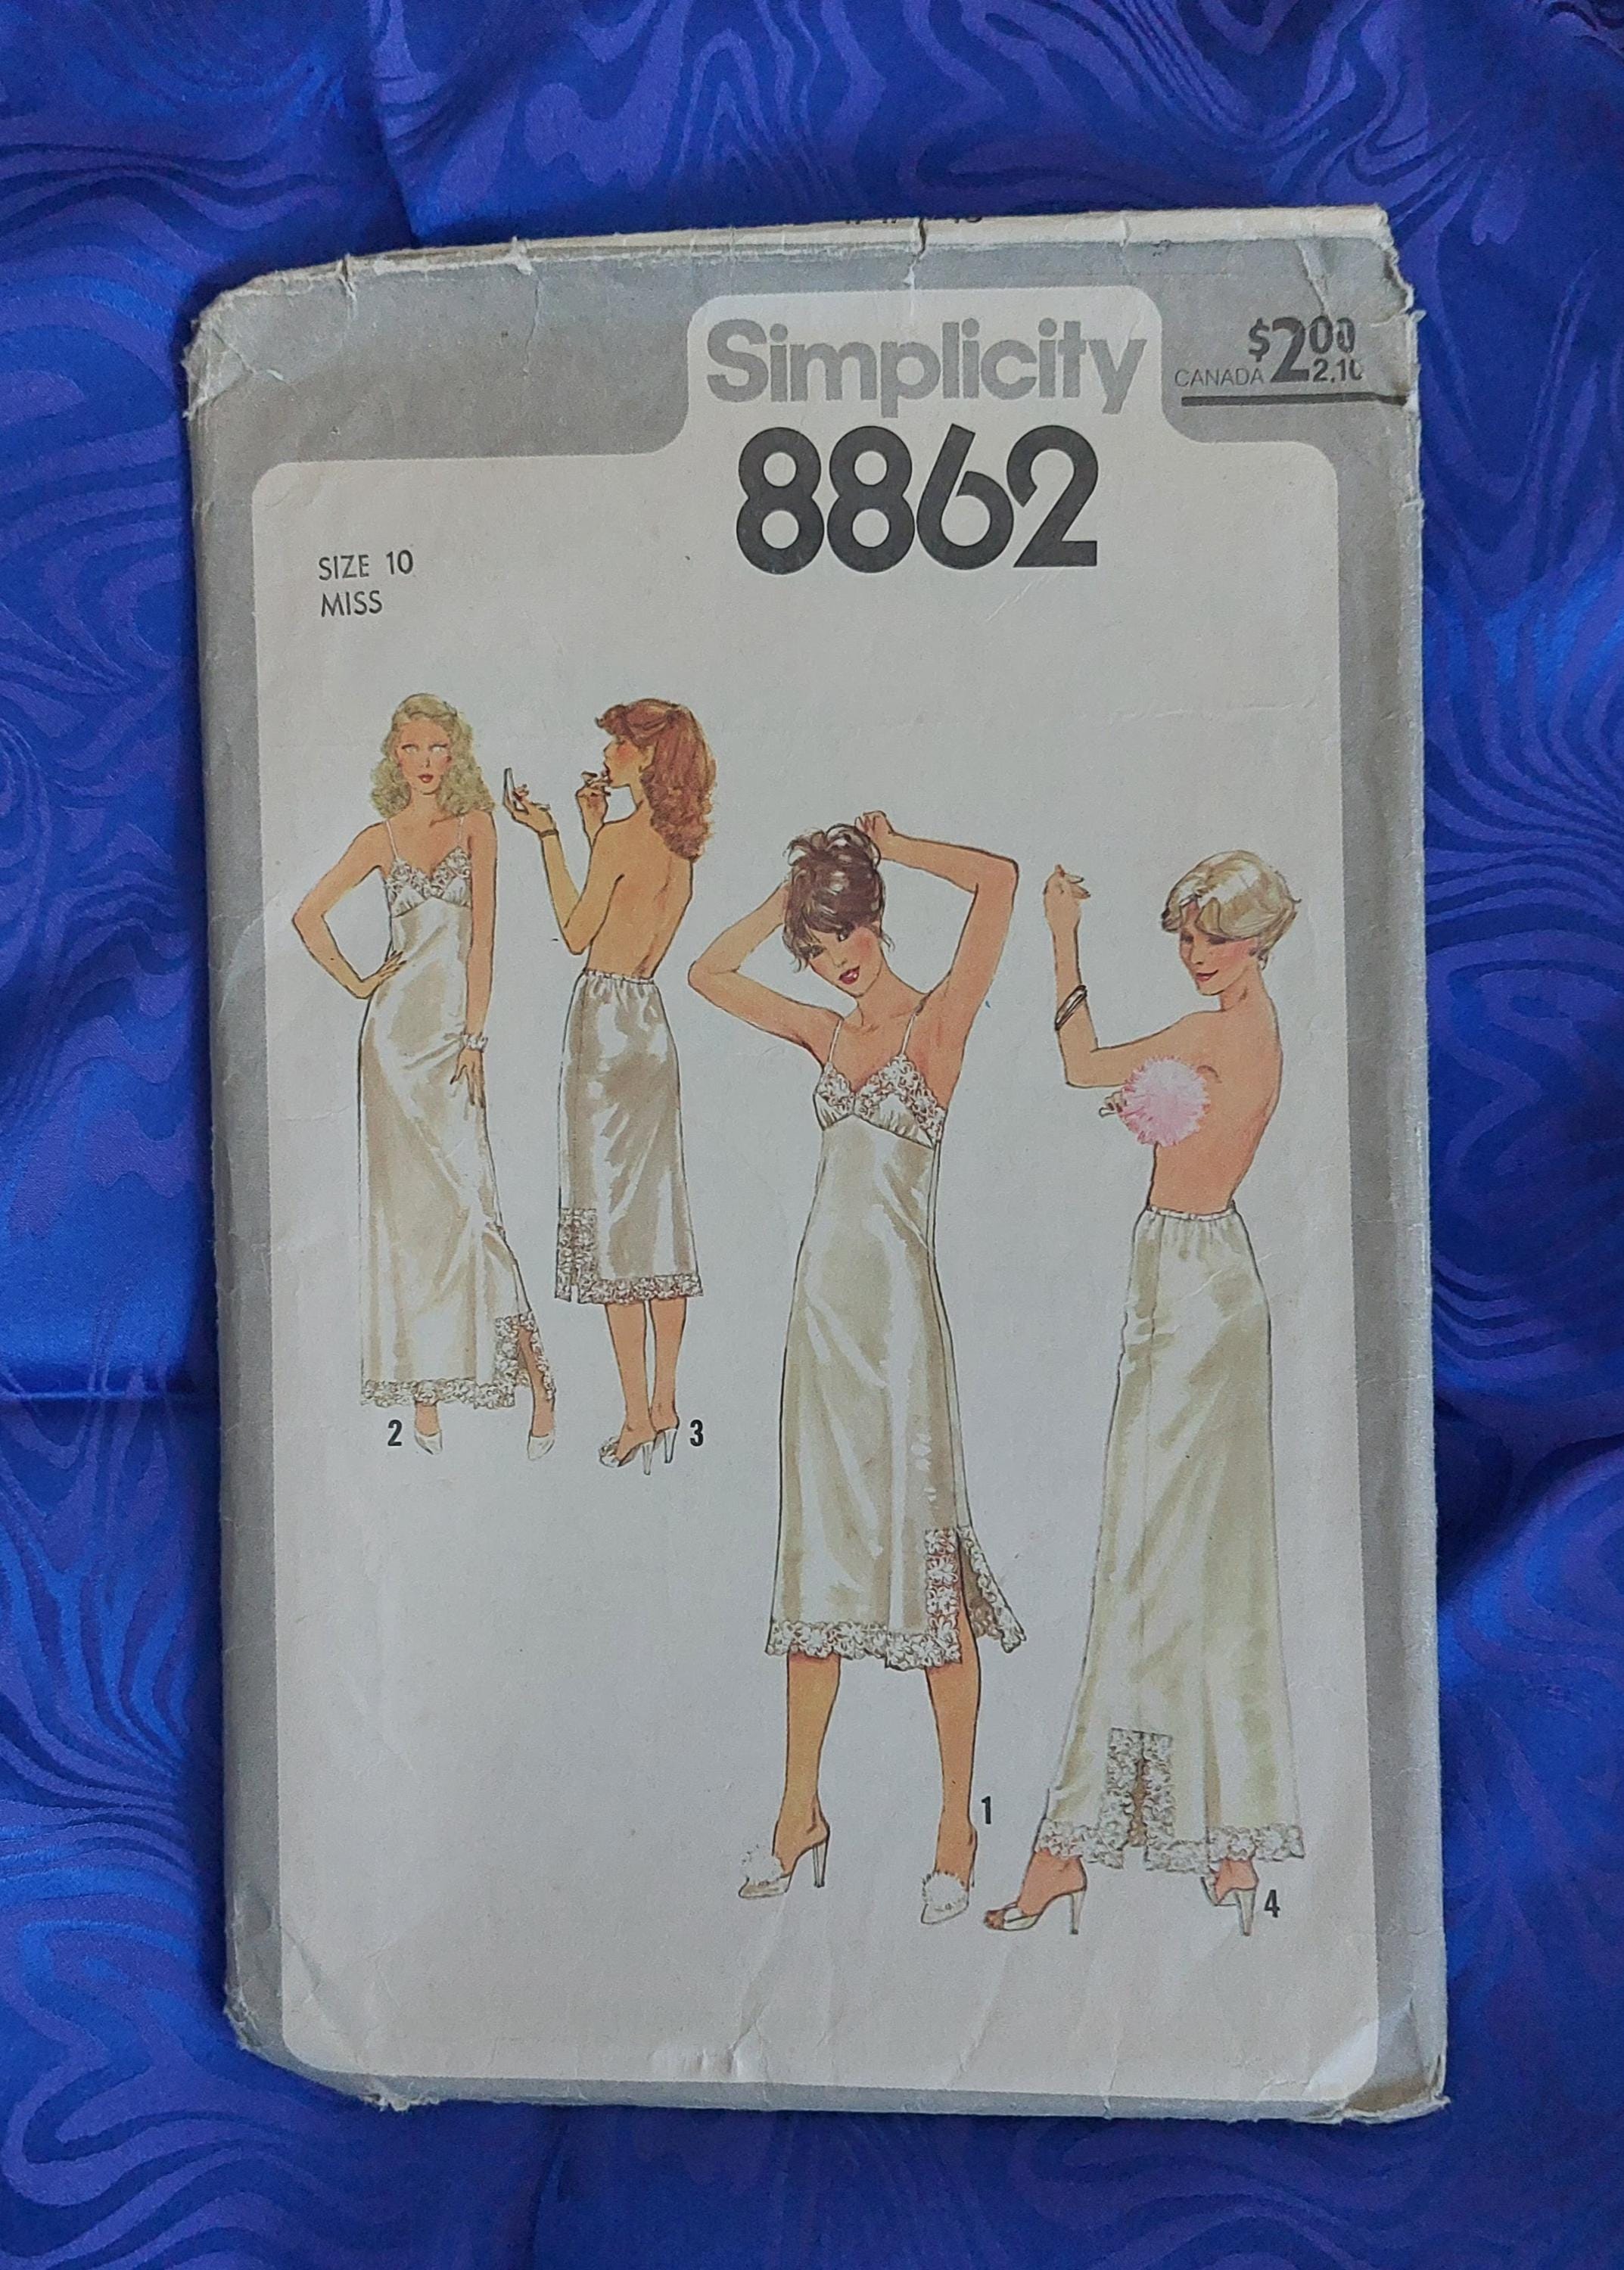 Simplicity
$2.00
CANADA 2.10
8862
SIZE 10
MISS
2
3
1
4